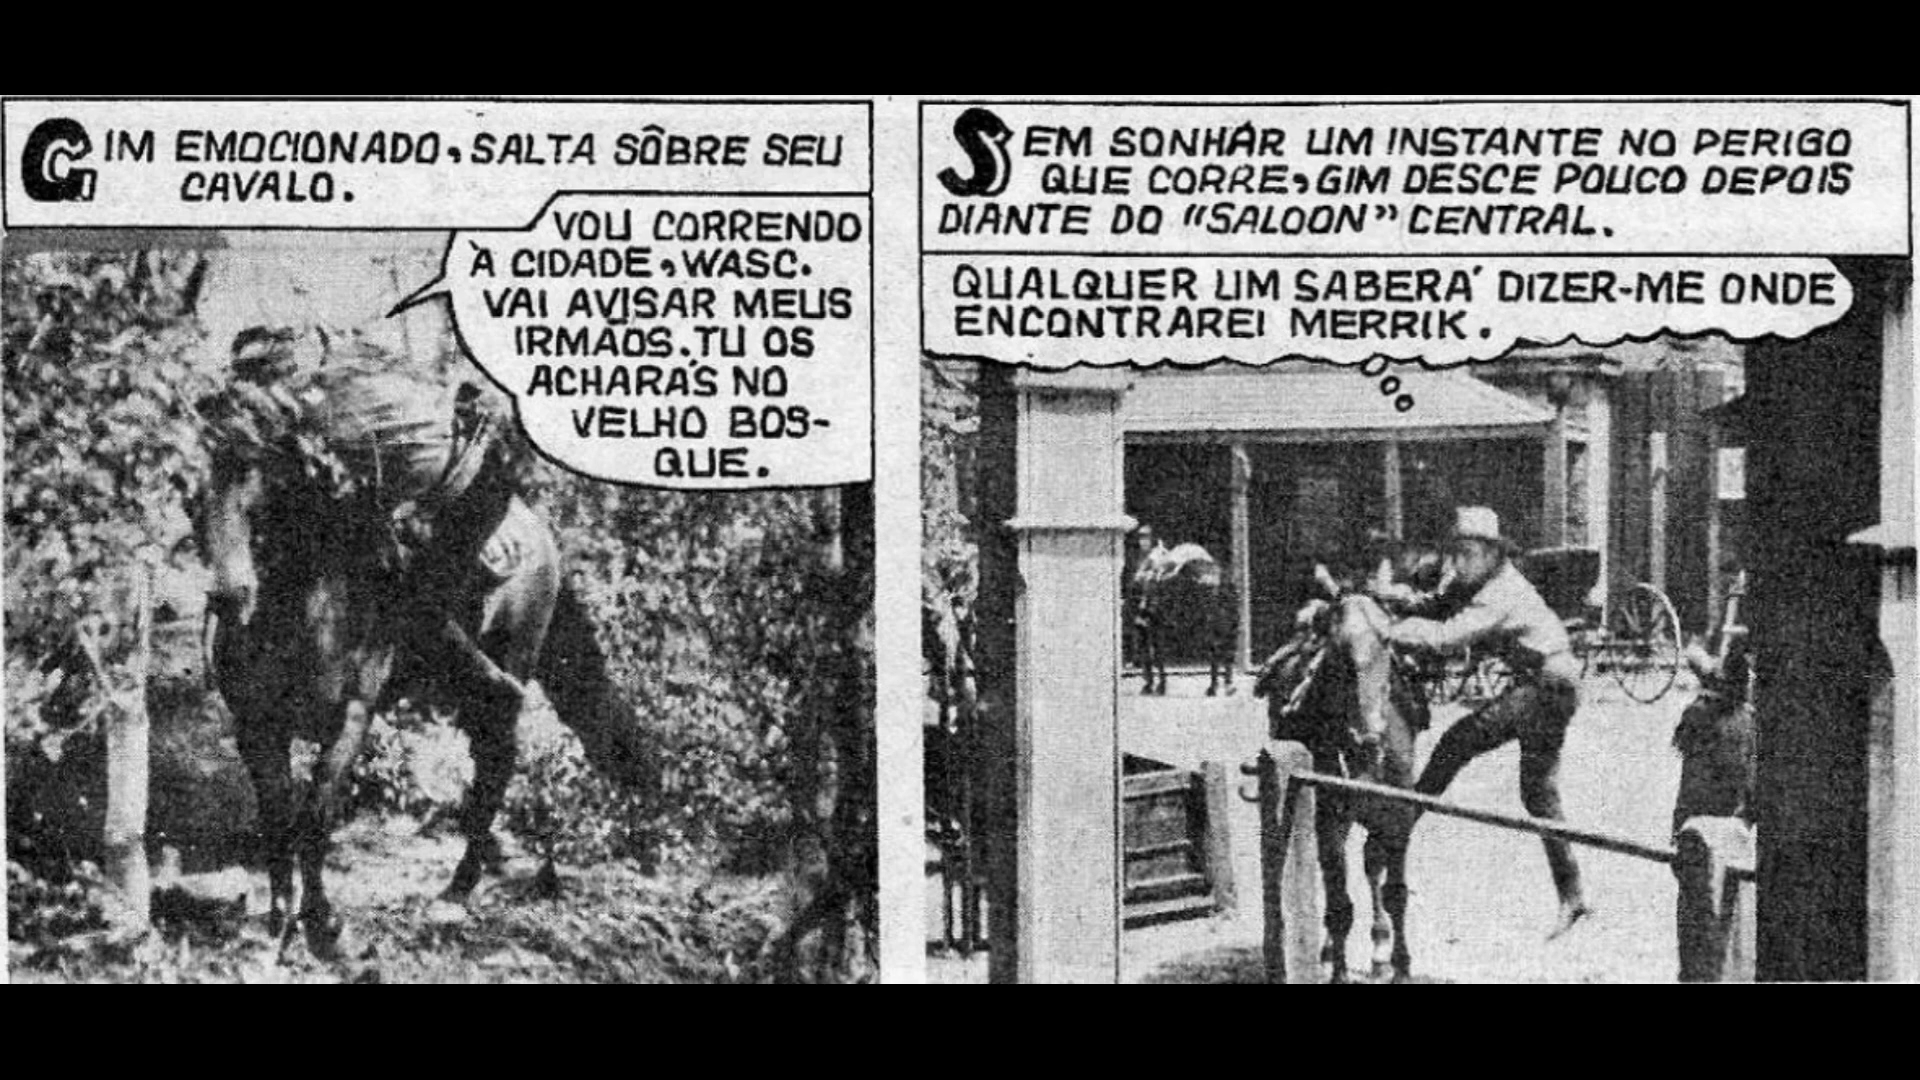 GIM EMOCIONADO, SALTA SÔBRE SEU
CAVALO.
VOU CORRENDO
À CIDADE, WASC.
VAI AVISAR MEUS
IRMÃOS. TU OS
ACHARÁS NO
VELHO BOS-
QUE.
SEM SONHAR UM INSTANTE NO PERIGO
QUE CORRE, GIM DESCE POUCO DEPOIS
DIANTE DO "SALOON" CENTRAL.
QUALQUER UM SABERÁ DIZER-ME ONDE
ENCONTRAREI MERRIK.